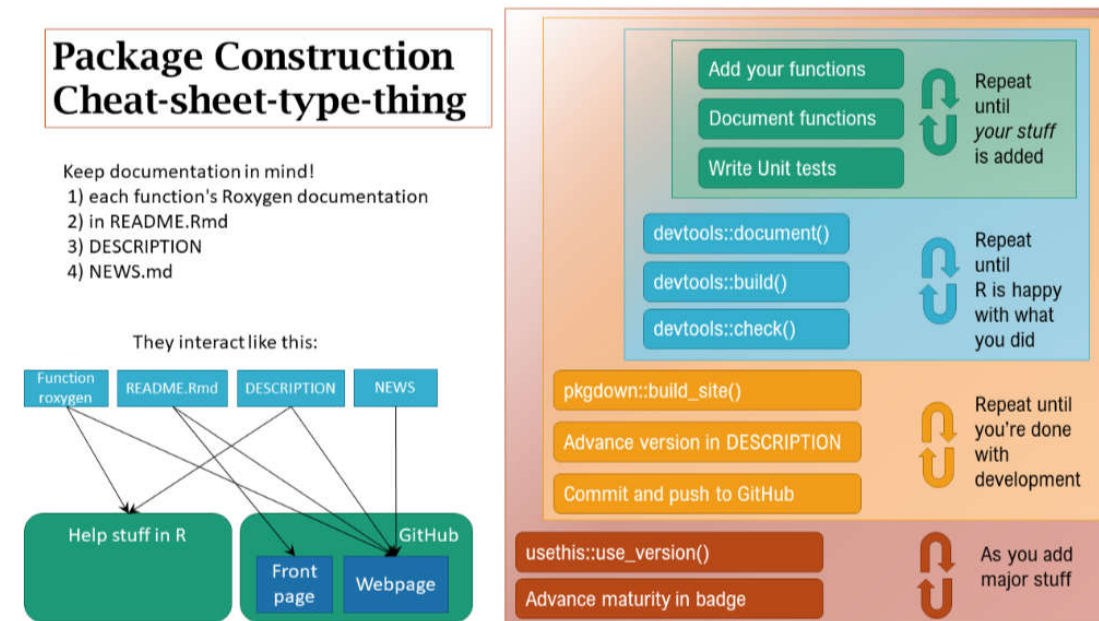 Package Construction
Cheat-sheet-type-thing
Keep documentation in mind!
1) each function's Roxygen documentation
2) in README.Rmd
3) DESCRIPTION
4) NEWS.md
They interact like this:
Function
roxygen
README.Rmd
DESCRIPTION
NEWS
Help stuff in R
GitHub
Front
page
Webpage
Add your functions
Document functions
Write Unit tests
Repeat
until
your stuff
is added
devtools::document()
devtools::build()
devtools::check()
Repeat
until
R is happy
with what
you did
pkgdown::build_site()
Advance version in DESCRIPTION
Commit and push to GitHub
Repeat until
you're done
with
development
usethis::use_version()
Advance maturity in badge
As you add
major stuff